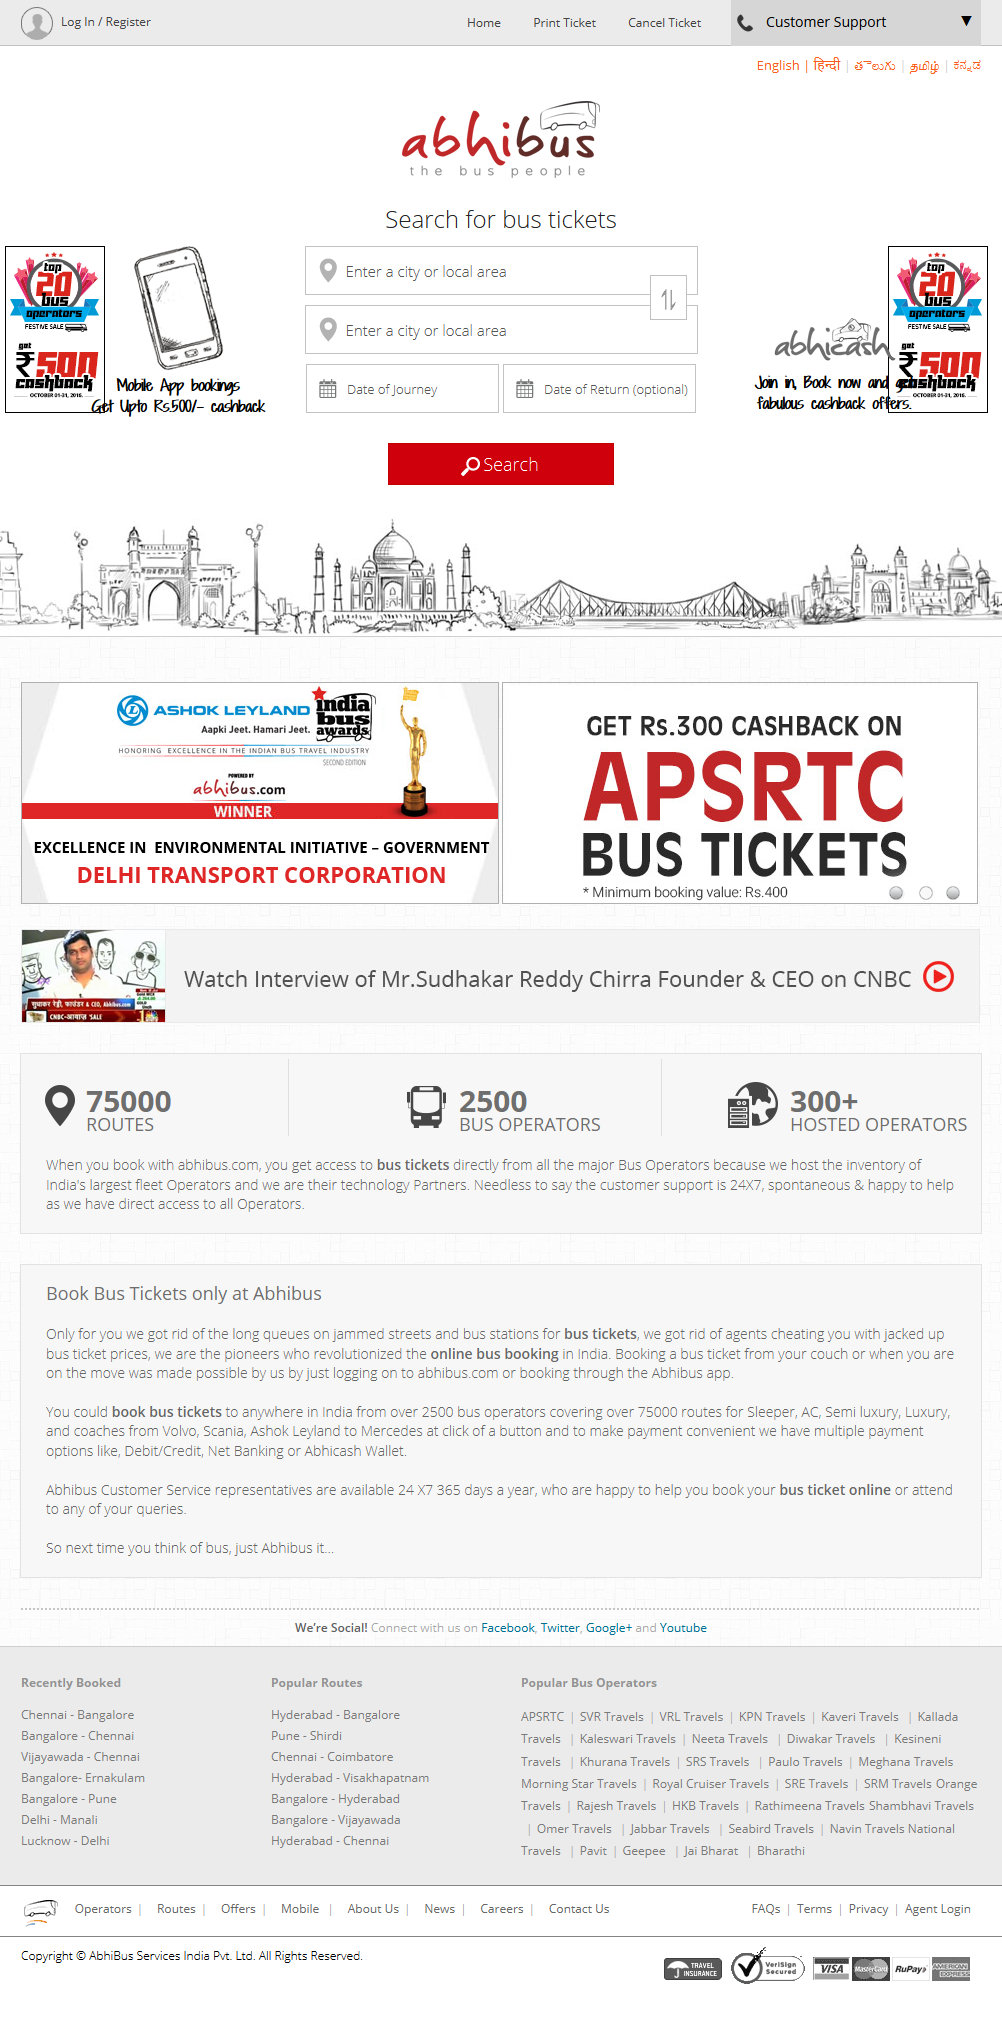 Log In / Register
Home
Print Ticket
Cancel Ticket
Customer Support
English | हिन्दी | తెలుగు | தமிழ் | ಕನ್ನಡ
abhibus
the bus people
Search for bus tickets
top
20
bus
operators
FESTIVE SALE
get
₹500
cashback
OCTOBER 01-31, 2016.
Mobile App bookings
Get Upto Rs.500/- cashback
Enter a city or local area
Enter a city or local area
Date of Journey
Date of Return (optional)
Search
abhicash
Join in, Book now and get
fabulous cashback offers.
top
20
bus
operators
FESTIVE SALE
get
₹500
cashback
OCTOBER 01-31, 2016.
ASHOK LEYLAND
Aapki Jeet. Hamari Jeet.
india
bus
awards
HONORING EXCELLENCE IN THE INDIAN BUS TRAVEL INDUSTRY
SECOND EDITION
POWERED BY
abhibus.com
WINNER
EXCELLENCE IN ENVIRONMENTAL INITIATIVE – GOVERNMENT
DELHI TRANSPORT CORPORATION
GET Rs.300 CASHBACK ON
APSRTC
BUS TICKETS
* Minimum booking value: Rs.400
सुधाकर रेड्डी, फाउंडर & CEO, Abhibus.com
CNBC-आवाज़ 'SALE
Watch Interview of Mr.Sudhakar Reddy Chirra Founder & CEO on CNBC
75000
ROUTES
2500
BUS OPERATORS
300+
HOSTED OPERATORS
When you book with abhibus.com, you get access to bus tickets directly from all the major Bus Operators because we host the inventory of
India's largest fleet Operators and we are their technology Partners. Needless to say the customer support is 24X7, spontaneous & happy to help
as we have direct access to all Operators.
Book Bus Tickets only at Abhibus
Only for you we got rid of the long queues on jammed streets and bus stations for bus tickets, we got rid of agents cheating you with jacked up
bus ticket prices, we are the pioneers who revolutionized the online bus booking in India. Booking a bus ticket from your couch or when you are
on the move was made possible by us by just logging on to abhibus.com or booking through the Abhibus app.
You could book bus tickets to anywhere in India from over 2500 bus operators covering over 75000 routes for Sleeper, AC, Semi luxury, Luxury,
and coaches from Volvo, Scania, Ashok Leyland to Mercedes at click of a button and to make payment convenient we have multiple payment
options like, Debit/Credit, Net Banking or Abhicash Wallet.
Abhibus Customer Service representatives are available 24 X7 365 days a year, who are happy to help you book your bus ticket online or attend
to any of your queries.
So next time you think of bus, just Abhibus it...
We're Social! Connect with us on Facebook, Twitter, Google+ and Youtube
Recently Booked
Chennai - Bangalore
Bangalore - Chennai
Vijayawada - Chennai
Bangalore- Ernakulam
Bangalore - Pune
Delhi - Manali
Lucknow - Delhi
Popular Routes
Hyderabad - Bangalore
Pune - Shirdi
Chennai - Coimbatore
Hyderabad - Visakhapatnam
Bangalore - Hyderabad
Bangalore - Vijayawada
Hyderabad - Chennai
Popular Bus Operators
APSRTC | SVR Travels | VRL Travels | KPN Travels | Kaveri Travels | Kallada
Travels | Kaleswari Travels | Neeta Travels | Diwakar Travels | Kesineni
Travels | Khurana Travels | SRS Travels | Paulo Travels | Meghana Travels
Morning Star Travels | Royal Cruiser Travels | SRE Travels | SRM Travels Orange
Travels | Rajesh Travels | HKB Travels | Rathimeena Travels Shambhavi Travels
| Omer Travels | Jabbar Travels | Seabird Travels | Navin Travels National
Travels | Pavit | Geepee | Jai Bharat | Bharathi
Operators | Routes | Offers | Mobile | About Us | News | Careers | Contact Us
FAQs | Terms | Privacy | Agent Login
Copyright © AbhiBus Services India Pvt. Ltd. All Rights Reserved.
TRAVEL
INSURANCE
VeriSign
Secured
VISA
MasterCard
RuPay
AMERICAN
EXPRESS